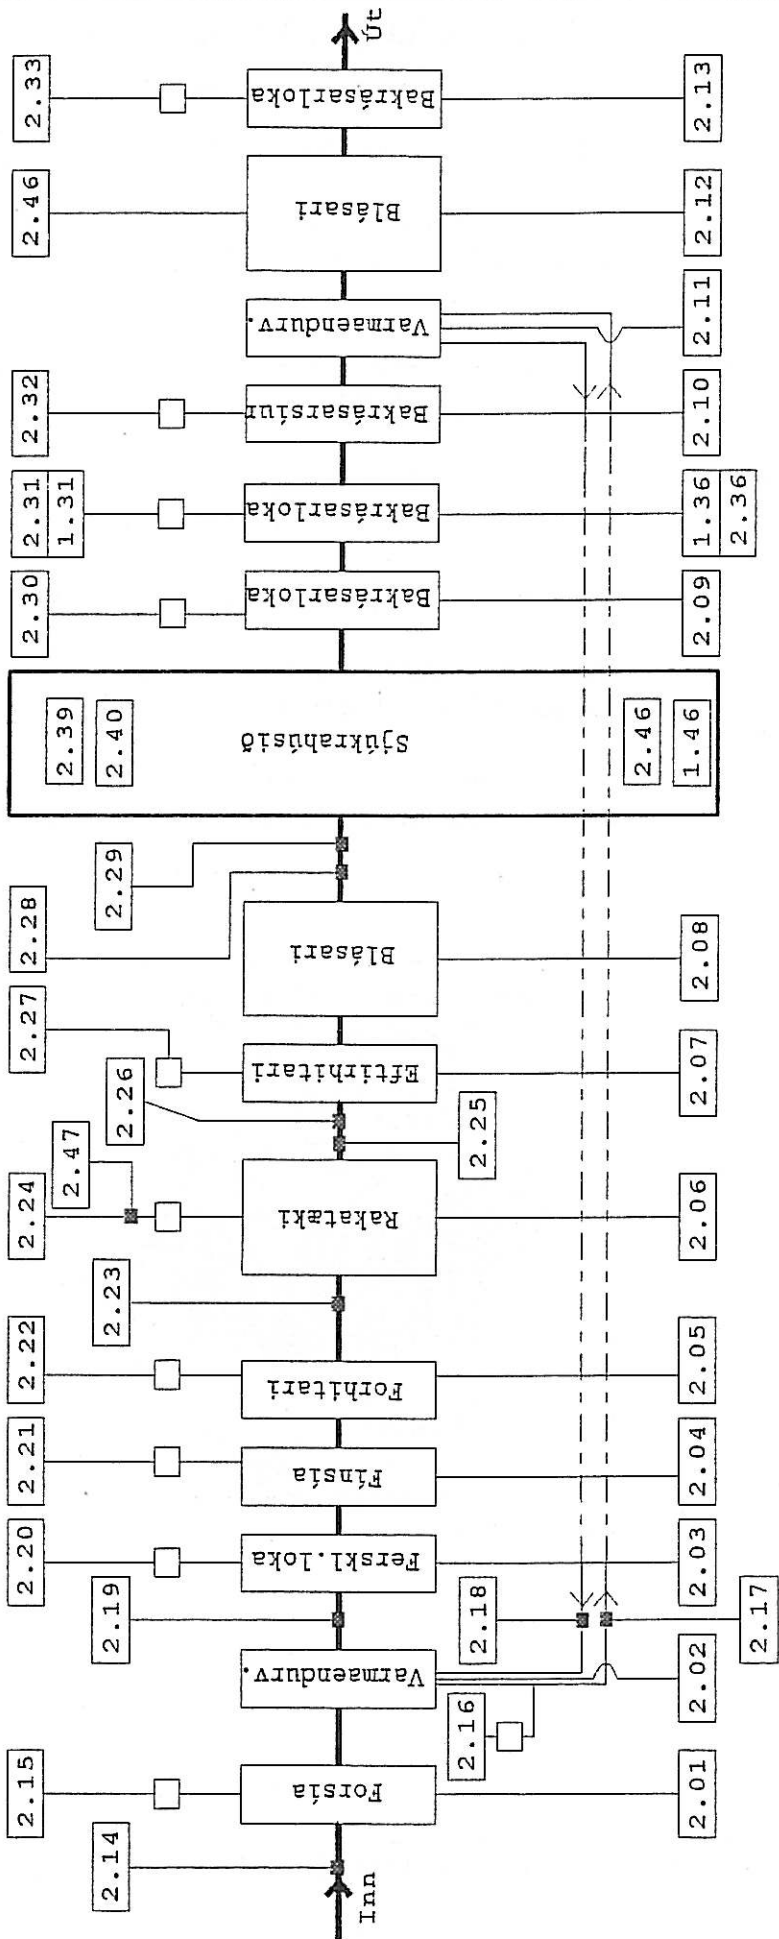 2.33
2.46
2.32
2.31
1.31
2.30
2.39
2.40
2.29
2.28
2.27
2.26
2.47
2.24
2.23
2.22
2.21
2.20
2.19
2.15
2.14
Út
Bakrásarloka
Blásari
Varmaendurv.
Bakrásarsíur
Bakrásarloka
Bakrásarloka
Sjúkrahúsið
Blásari
Eftirhitari
Rakatæki
Forhitari
Fínsía
Ferskl.loka
Varmaendurv.
Forsía
Inn
2.13
2.12
2.11
2.10
1.36
2.36
2.09
2.46
1.46
2.08
2.07
2.25
2.06
2.05
2.04
2.03
2.18
2.17
2.02
2.16
2.01